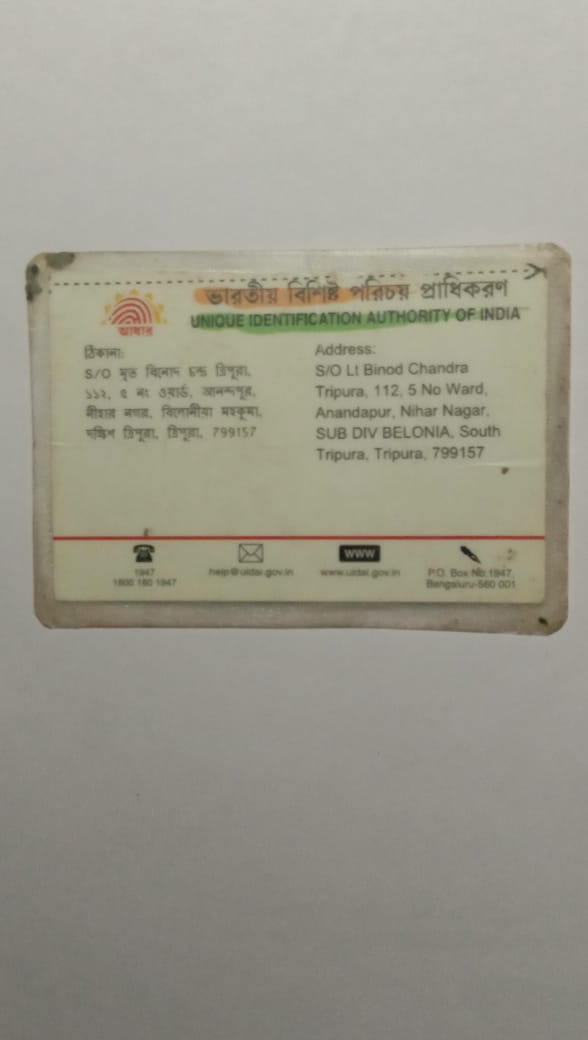 ভারতীয় বিশিষ্ট পরিচয় প্রাধিকরণ
UNIQUE IDENTIFICATION AUTHORITY OF INDIA
আধার
ঠিকানা:
S/O মৃত বিনোদ চন্দ্র ত্রিপুরা,
১১২, ৫ নং ওয়ার্ড, আনন্দপুর,
নীহার নগর, বিলোনীয়া মহকুমা,
দক্ষিণ ত্রিপুরা, ত্রিপুরা, 799157
Address:
S/O Lt Binod Chandra
Tripura, 112, 5 No Ward,
Anandapur, Nihar Nagar,
SUB DIV BELONIA, South
Tripura, Tripura, 799157
1947
1800 180 1947
help@uidai.gov.in
www
www.uidai.gov.in
P.O. Box No.1947,
Bengaluru-560 001